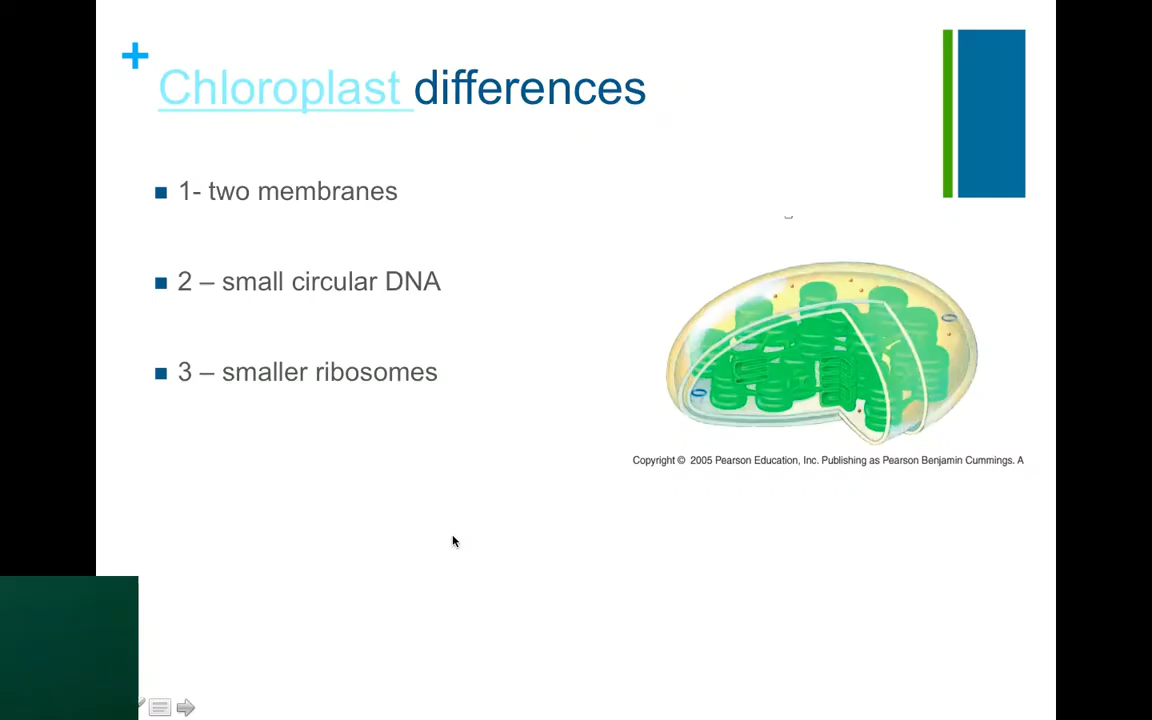 +
Chloroplast differences
1- two membranes
2 – small circular DNA
3 – smaller ribosomes
Copyright © 2005 Pearson Education, Inc. Publishing as Pearson Benjamin Cummings. A